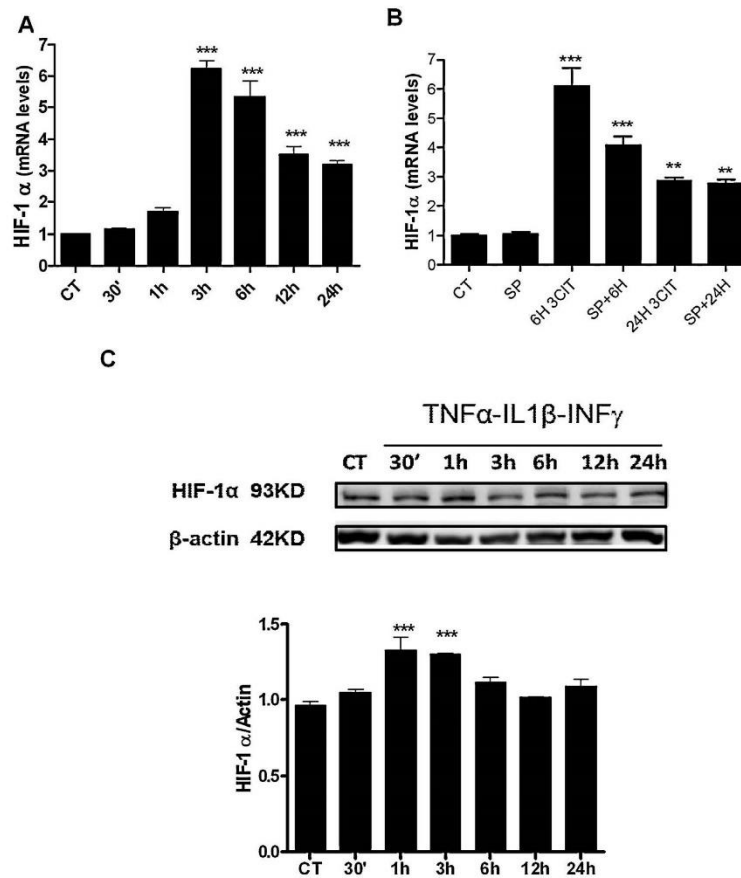 A
HIF-1 α (mRNA levels)
7
6
5
4
3
2
1
0
*** *** *** ***
CT 30' 1h 3h 6h 12h 24h
B
HIF-1α (mRNA levels)
7
6
5
4
3
2
1
0
*** *** ** **
CT SP 6H 3CIT SP+6H 24H 3CIT SP+24H
C
TNFα-IL1β-INFγ
CT 30' 1h 3h 6h 12h 24h
HIF-1α 93KD
β-actin 42KD
HIF-1 α/Actin
1.5
1.0
0.5
0.0
*** ***
CT 30' 1h 3h 6h 12h 24h